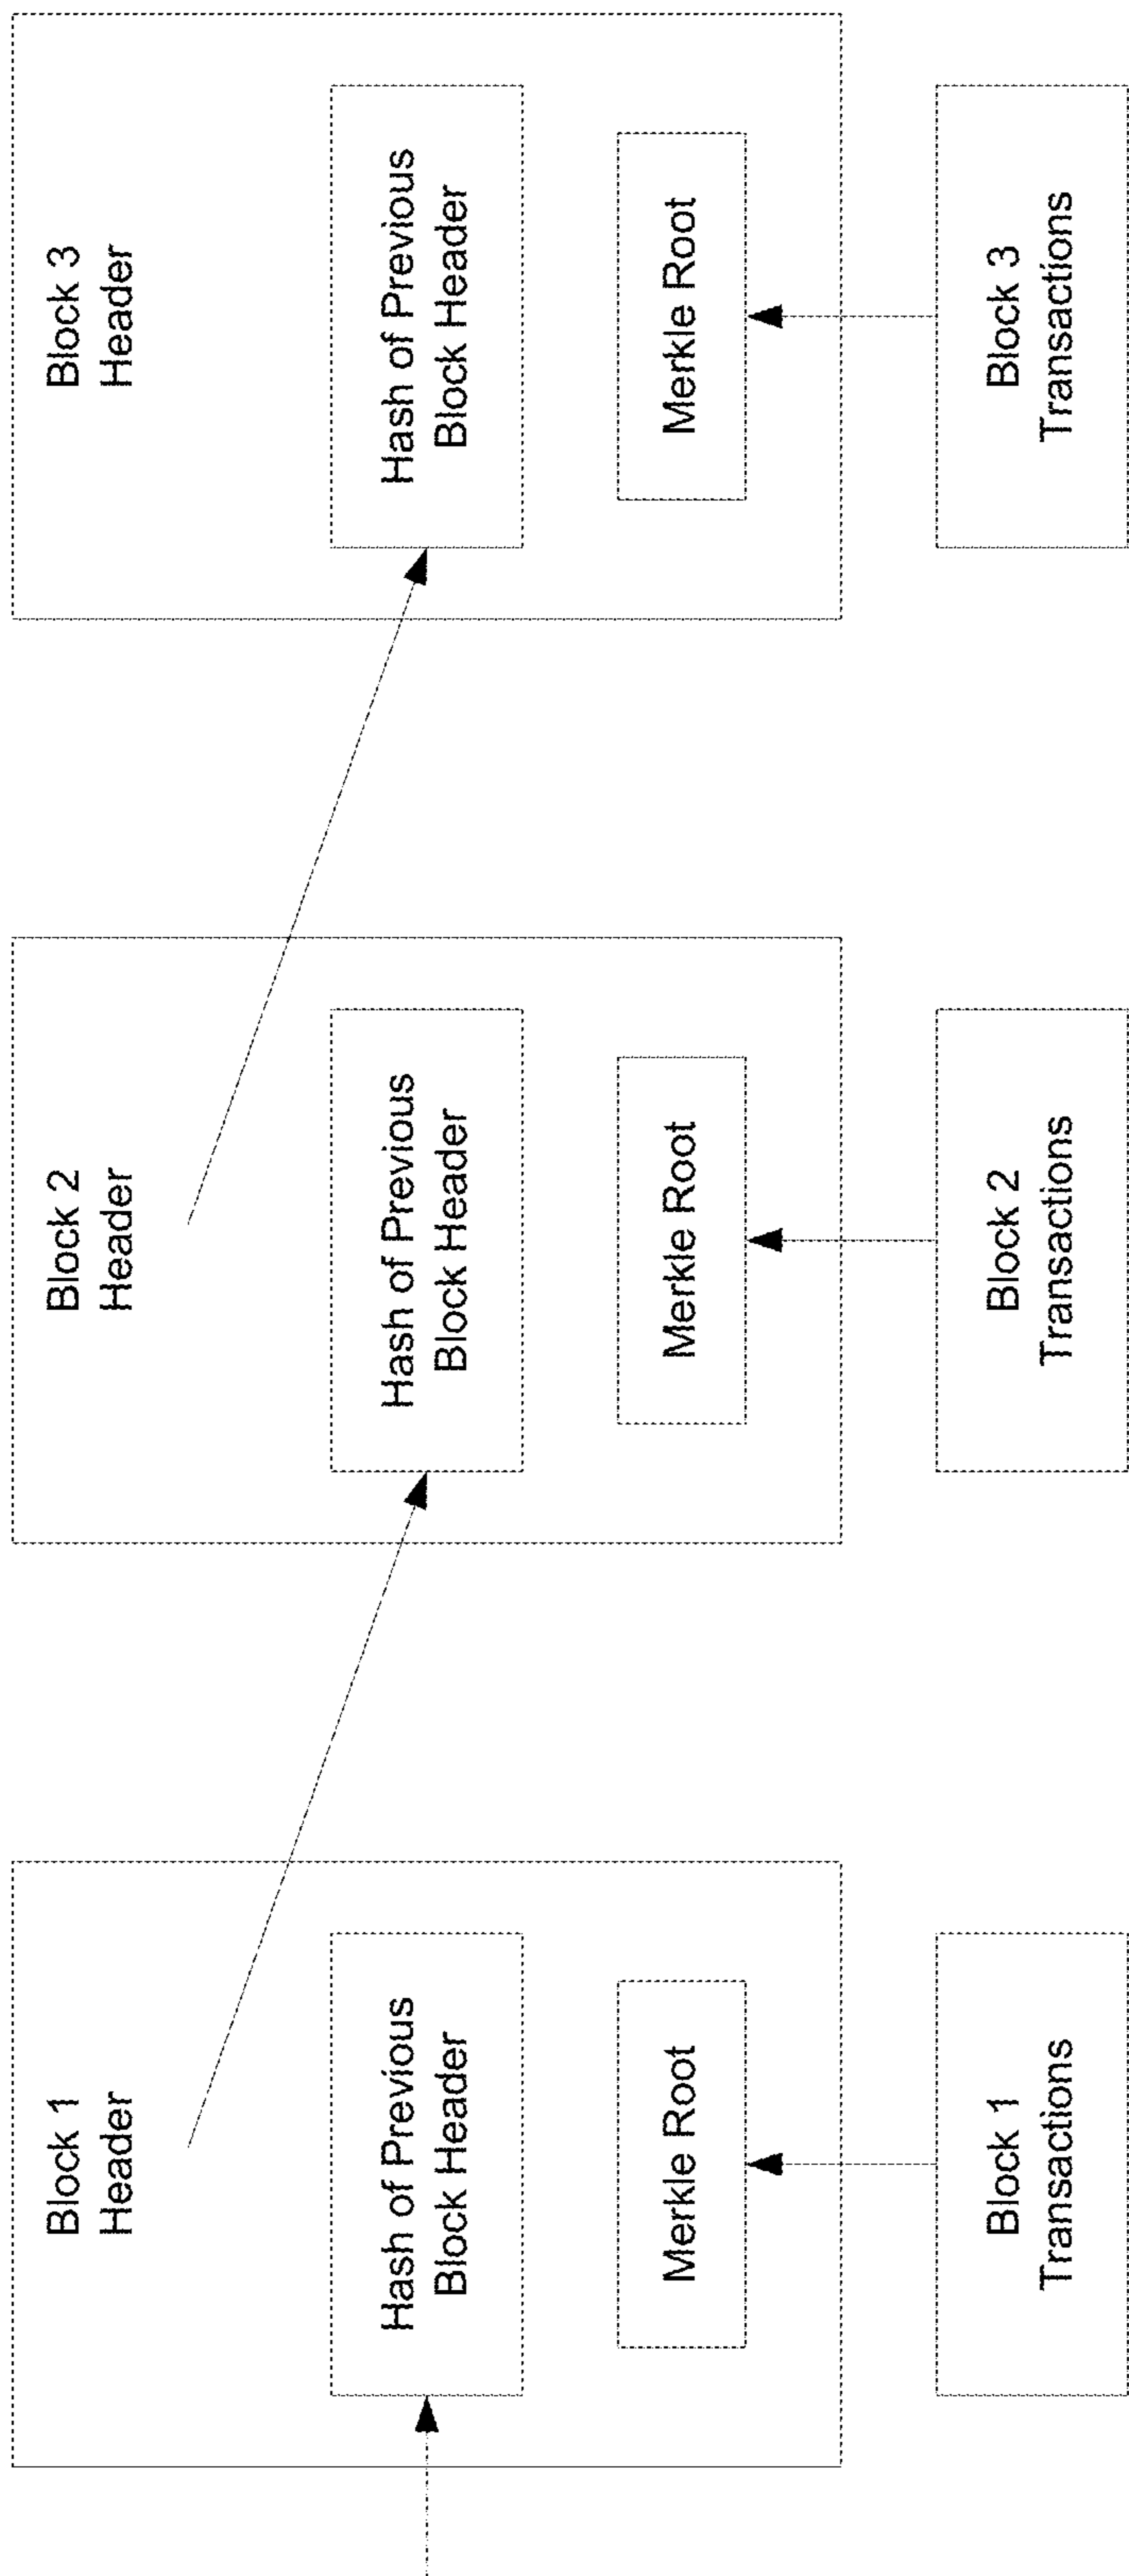 Block 1
Header
Hash of Previous
Block Header
Merkle Root
Block 1
Transactions
Block 2
Header
Hash of Previous
Block Header
Merkle Root
Block 2
Transactions
Block 3
Header
Hash of Previous
Block Header
Merkle Root
Block 3
Transactions